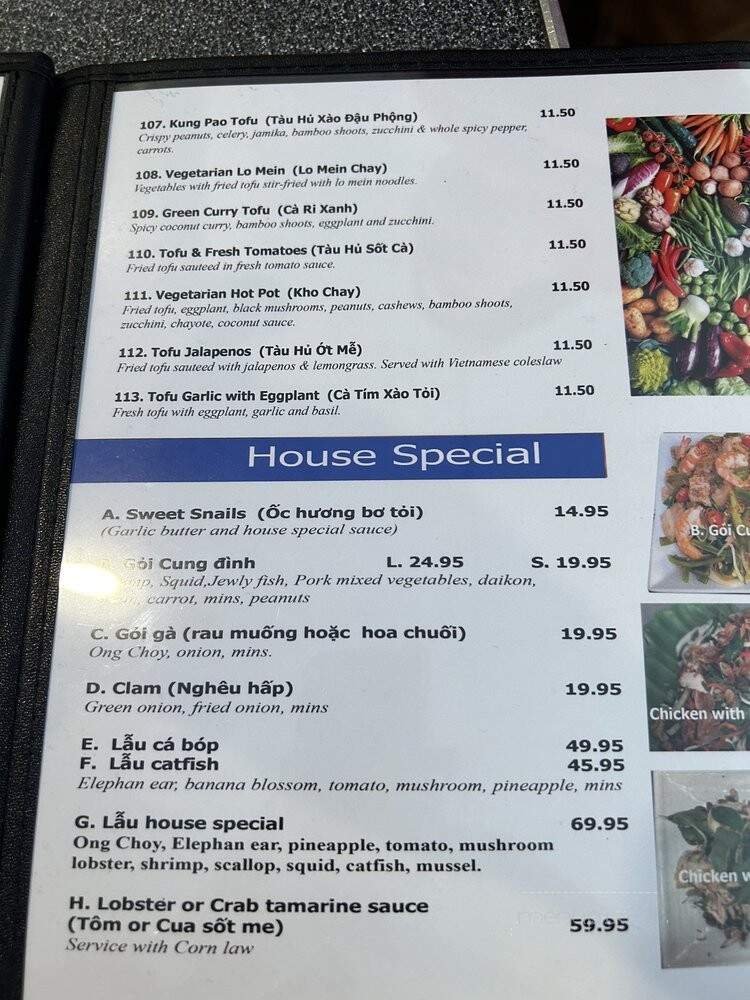 107. Kung Pao Tofu (Tàu Hủ Xào Đậu Phộng) 11.50
Crispy peanuts, celery, jamika, bamboo shoots, zucchini & whole spicy pepper,
carrots.
108. Vegetarian Lo Mein (Lo Mein Chay) 11.50
Vegetables with fried tofu stir-fried with lo mein noodles.
109. Green Curry Tofu (Cà Ri Xanh) 11.50
Spicy coconut curry, bamboo shoots, eggplant and zucchini.
110. Tofu & Fresh Tomatoes (Tàu Hủ Sốt Cà) 11.50
Fried tofu sauteed in fresh tomato sauce.
111. Vegetarian Hot Pot (Kho Chay) 11.50
Fried tofu, eggplant, black mushrooms, peanuts, cashews, bamboo shoots,
zucchini, chayote, coconut sauce.
112. Tofu Jalapenos (Tàu Hủ Ớt Mễ) 11.50
Fried tofu sauteed with jalapenos & lemongrass. Served with Vietnamese coleslaw
113. Tofu Garlic with Eggplant (Cà Tím Xào Tỏi) 11.50
Fresh tofu with eggplant, garlic and basil.
House Special
A. Sweet Snails (Ốc hương bơ tỏi) 14.95
(Garlic butter and house special sauce)
B. Gỏi Cung đình L. 24.95 S. 19.95
Squid,Jewly fish, Pork mixed vegetables, daikon,
carrot, mins, peanuts
B. Gỏi Cu
C. Gỏi gà (rau muống hoặc hoa chuối) 19.95
Ong Choy, onion, mins.
D. Clam (Nghêu hấp) 19.95
Green onion, fried onion, mins
Chicken with
E. Lẫu cá bóp 49.95
F. Lẫu catfish 45.95
Elephan ear, banana blossom, tomato, mushroom, pineapple, mins
G. Lẫu house special 69.95
Ong Choy, Elephan ear, pineapple, tomato, mushroom
lobster, shrimp, scallop, squid, catfish, mussel.
Chicken w
H. Lobster or Crab tamarine sauce
(Tôm or Cua sốt me) 59.95
Service with Corn law